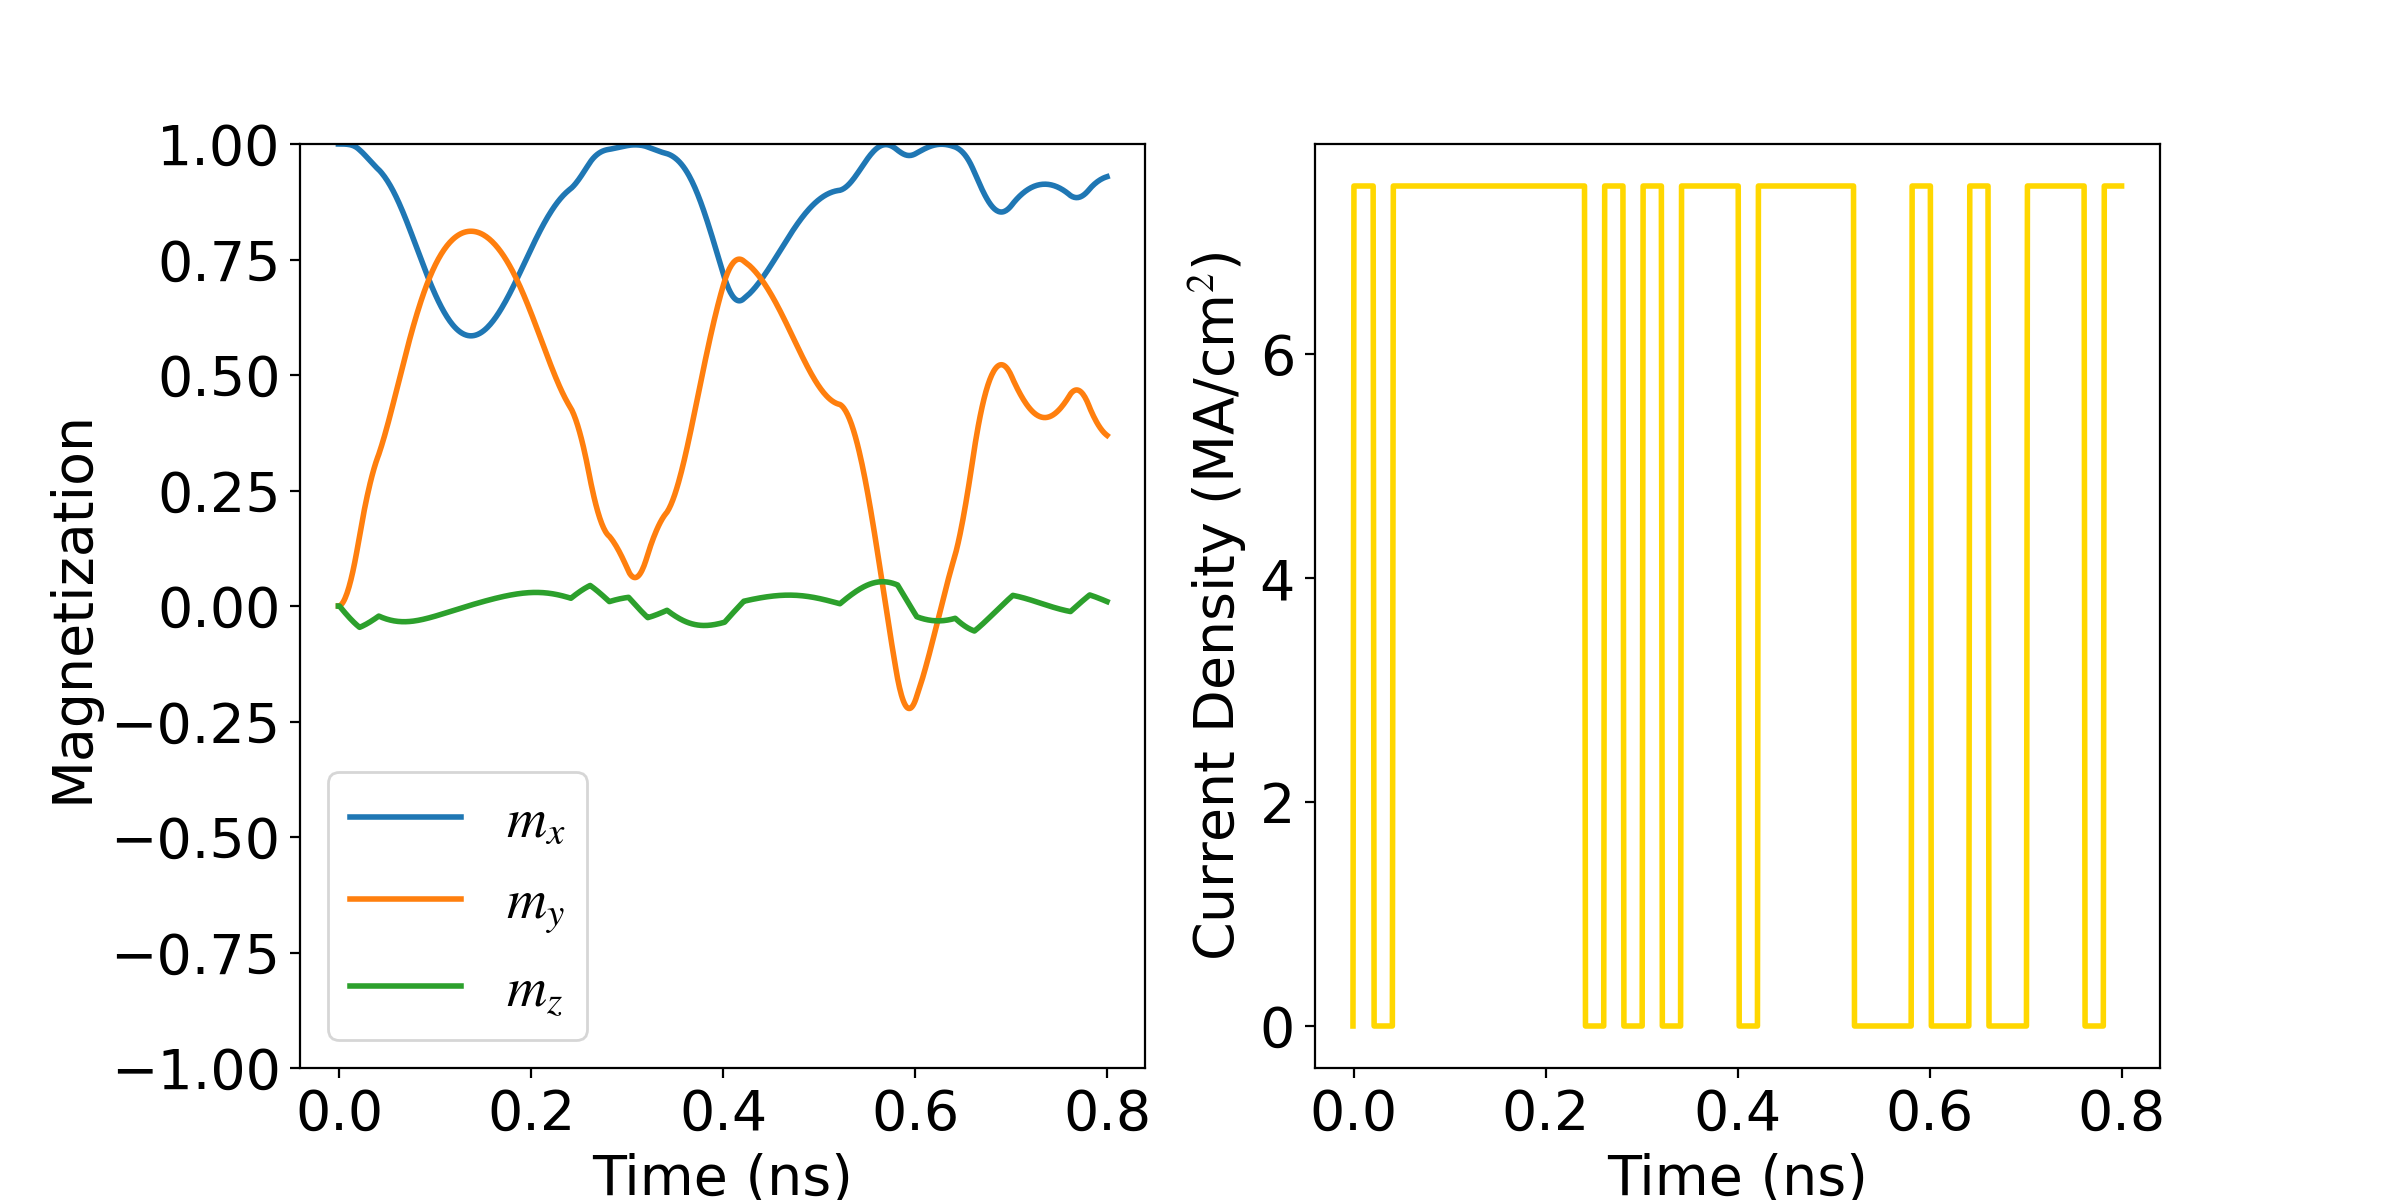 1.00
0.75
0.50
0.25
0.00
−0.25
−0.50
−0.75
−1.00
Magnetization
m_x
m_y
m_z
0.0 0.2 0.4 0.6 0.8
Time (ns)
6
4
2
0
Current Density (MA/cm²)
0.0 0.2 0.4 0.6 0.8
Time (ns)